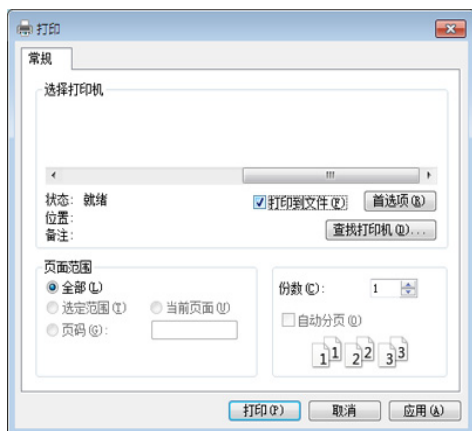 打印
常规
选择打印机
状态: 就绪
打印到文件(F) 首选项(R)
位置:
备注:
查找打印机(D)...
页面范围
全部(L)
选定范围(T) 当前页面(U)
页码(G):
份数(C): 1
自动分页(O)
11 22 33
打印(P) 取消 应用(A)